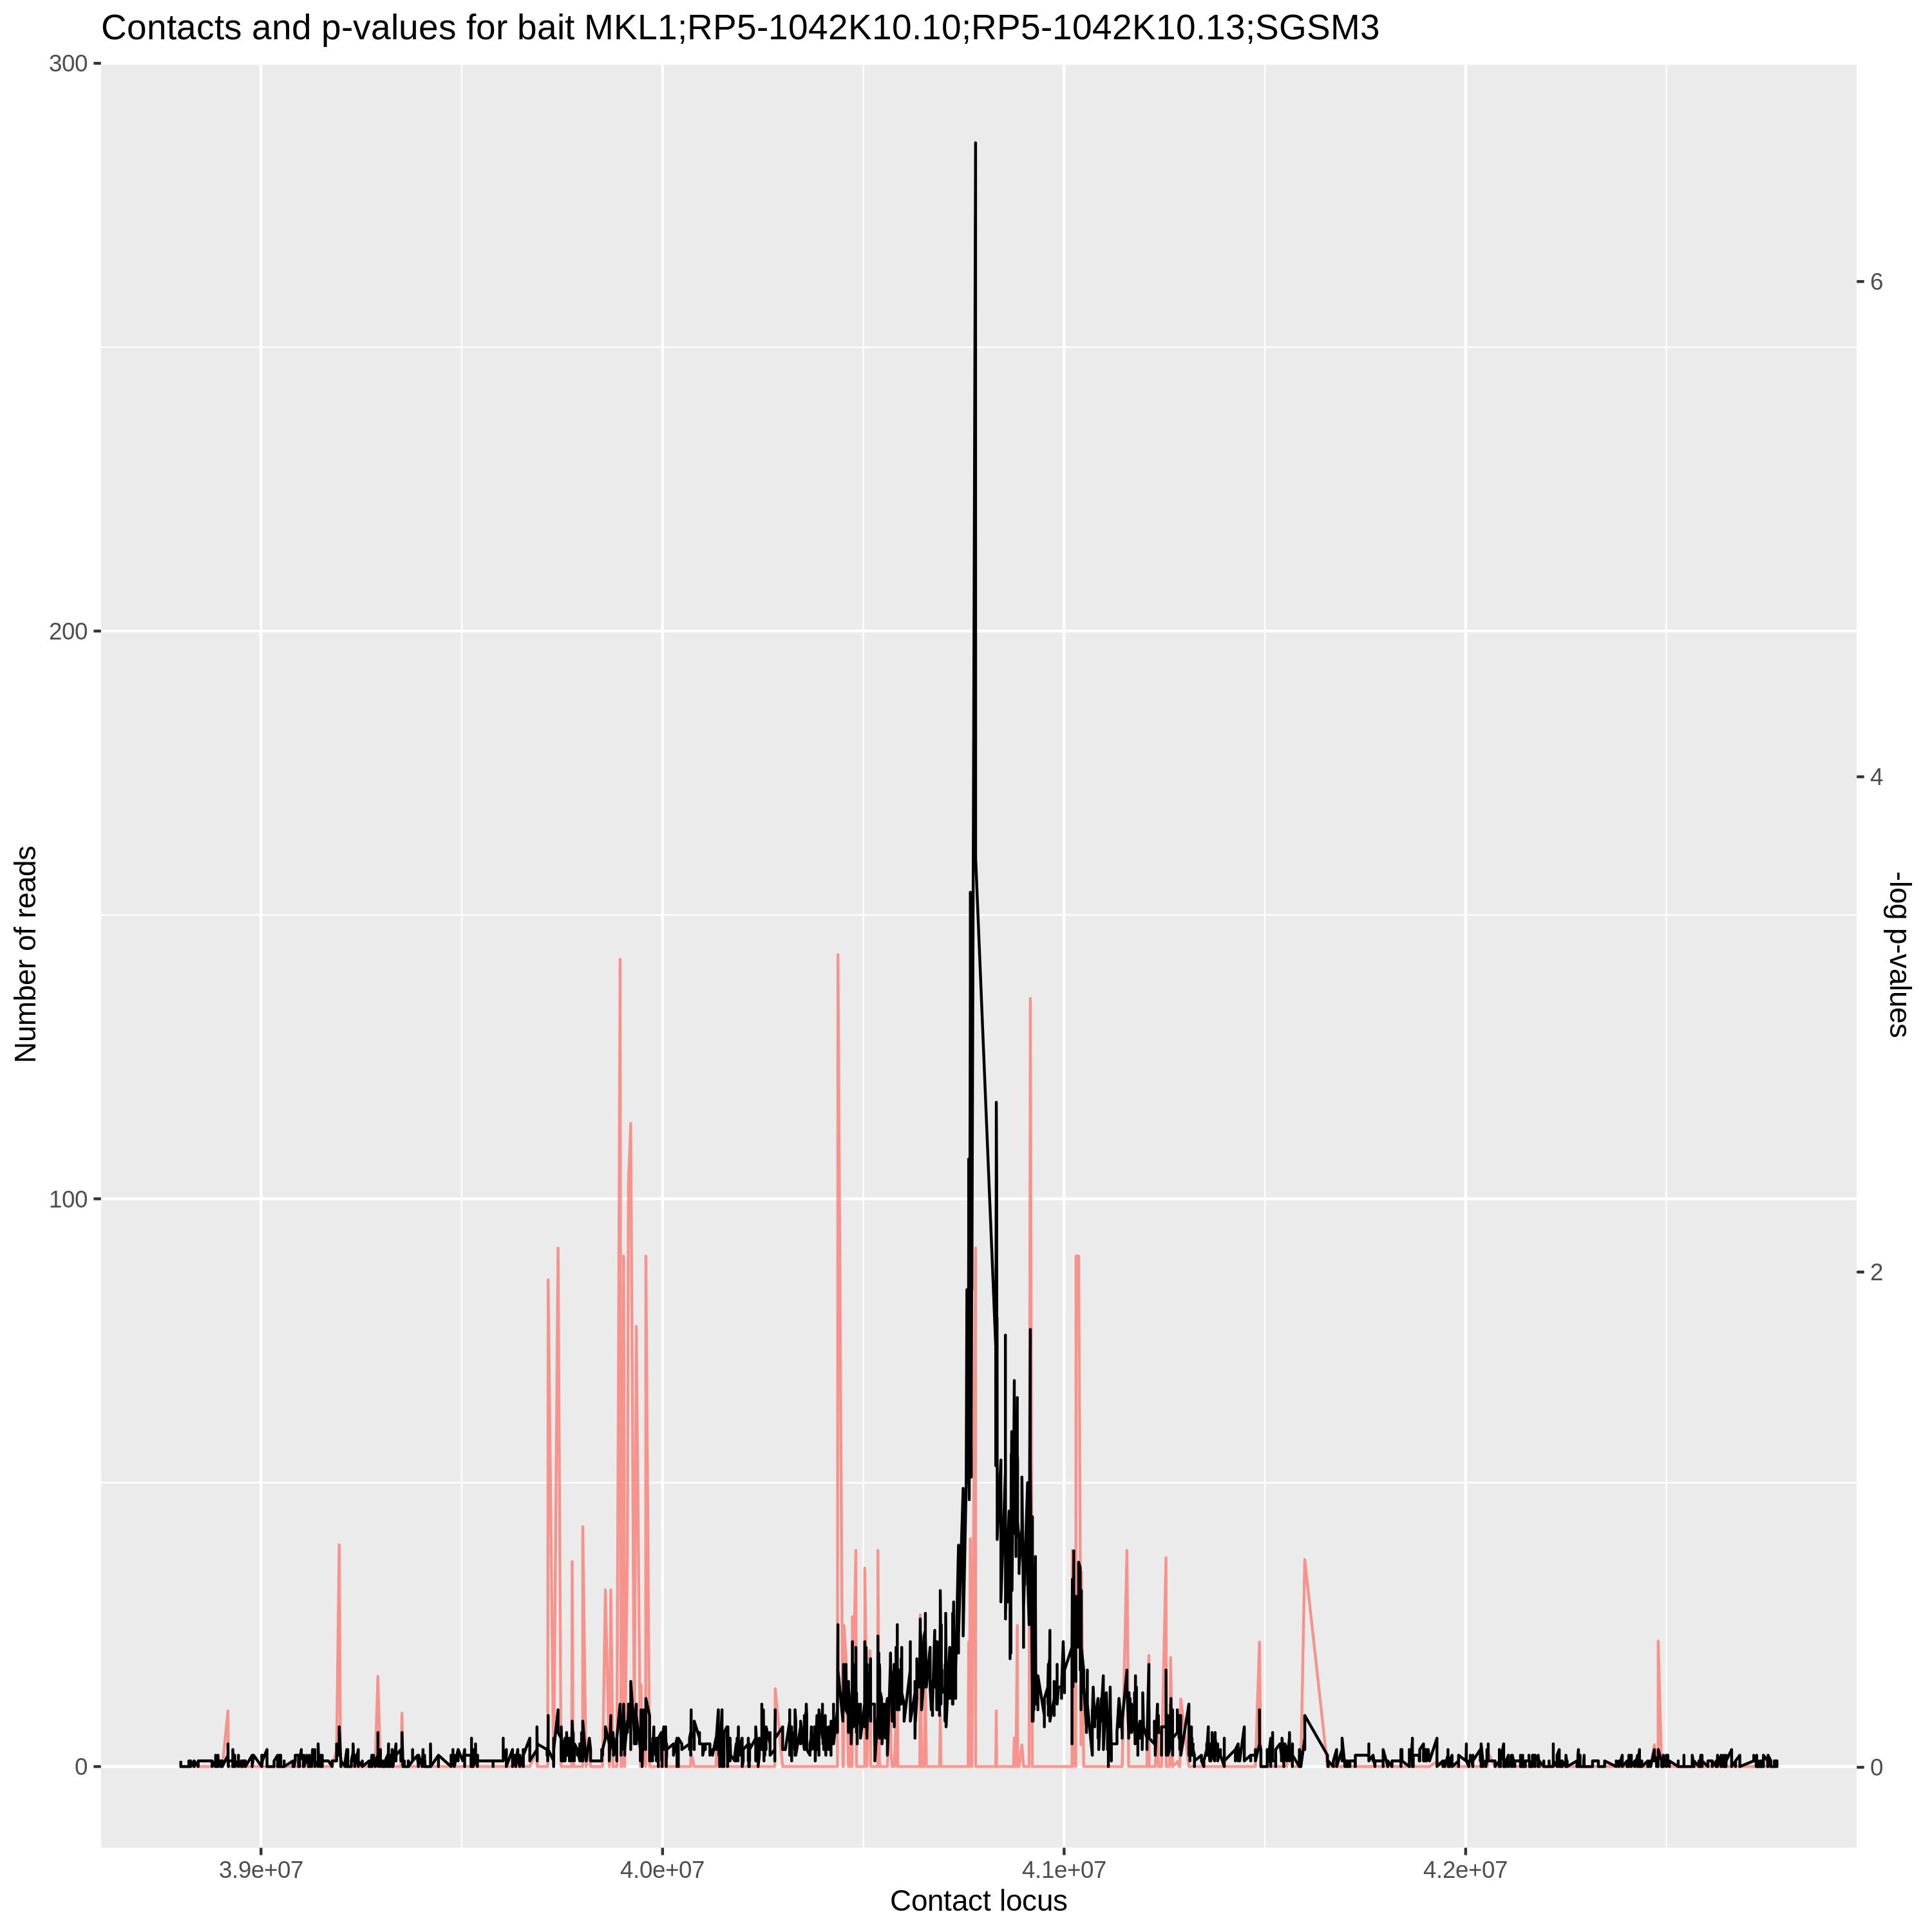 Contacts and p-values for bait MKL1;RP5-1042K10.10;RP5-1042K10.13;SGSM3
300
200
100
0
Number of reads
6
4
2
0
-log p-values
3.9e+07
4.0e+07
4.1e+07
4.2e+07
Contact locus